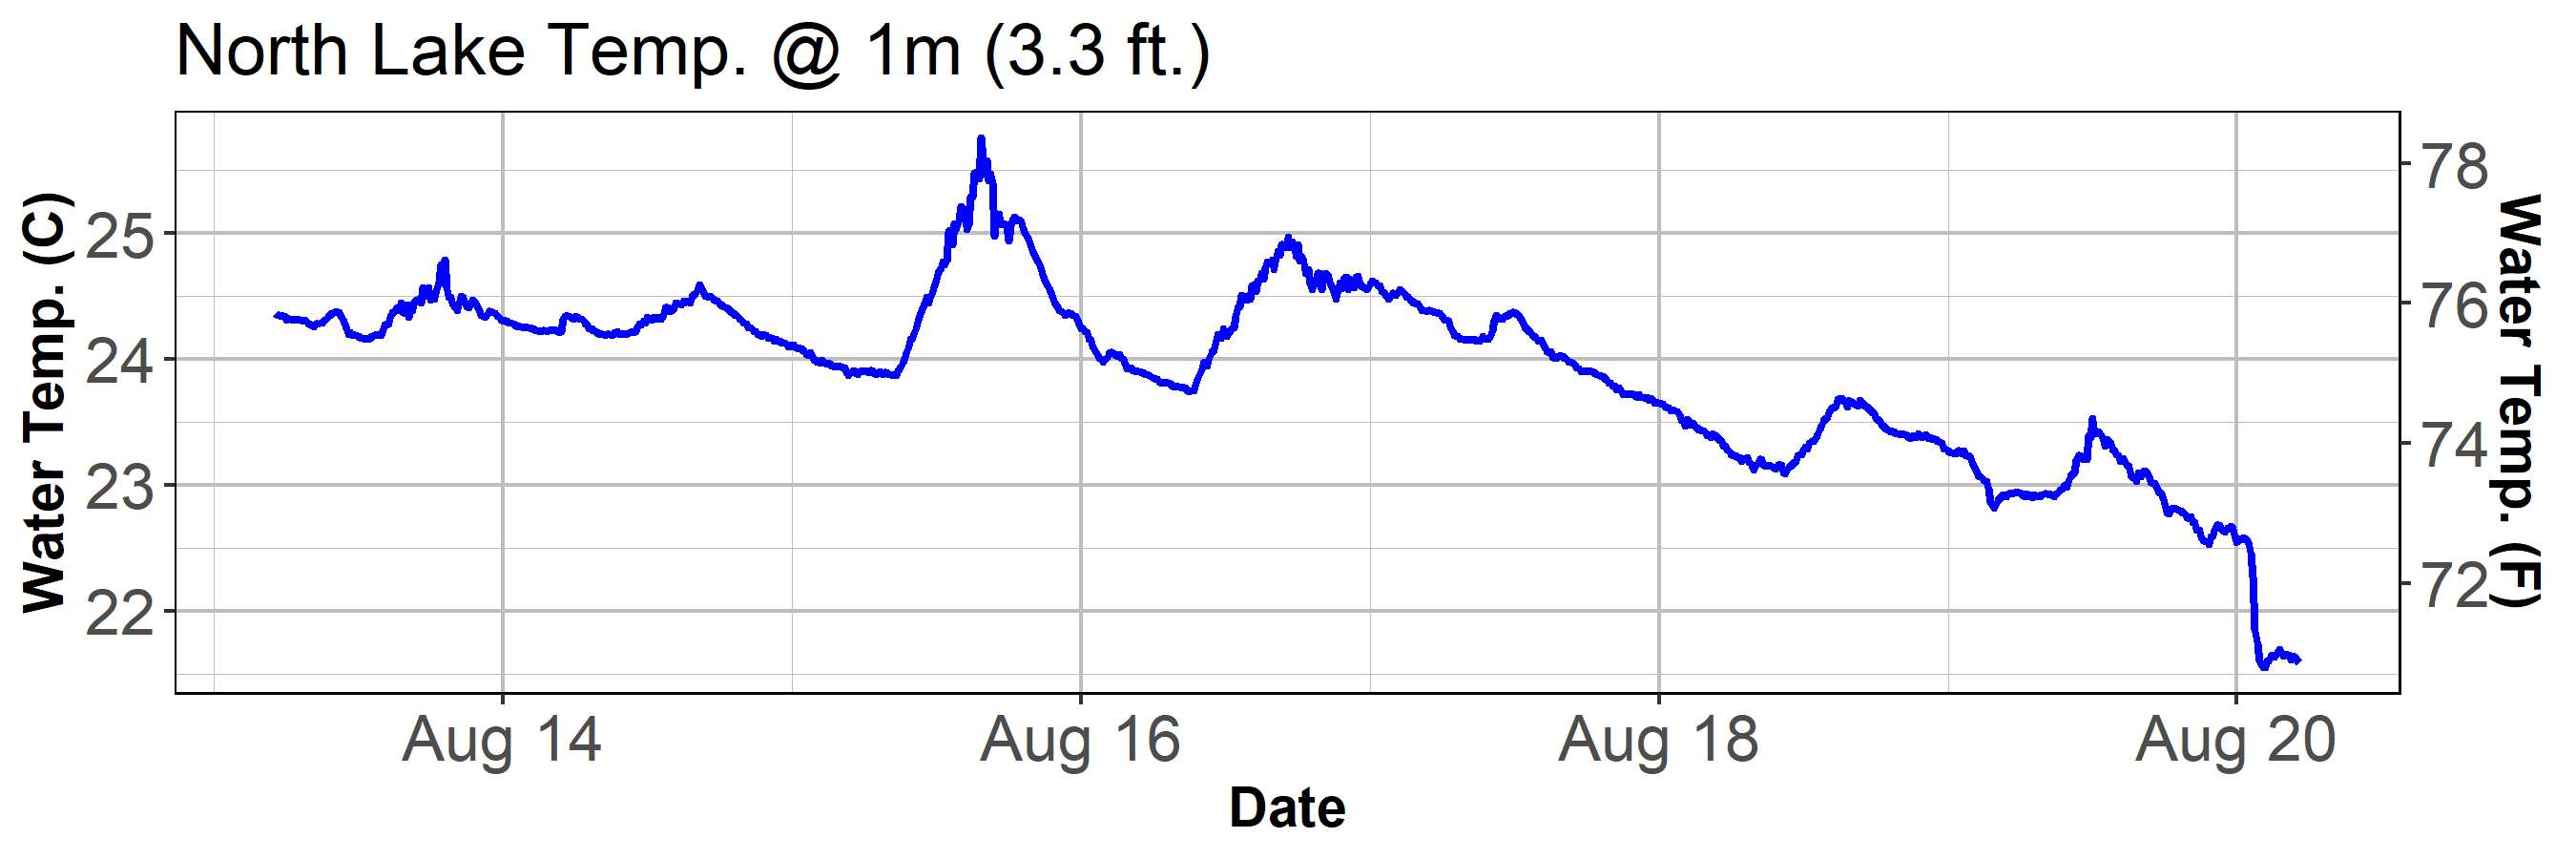 North Lake Temp. @ 1m (3.3 ft.)
Water Temp. (C)
25
24
23
22
78
76
74
72
Water Temp. (F)
Aug 14 Aug 16 Aug 18 Aug 20
Date